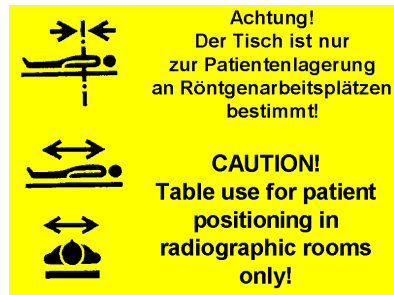 Achtung!
Der Tisch ist nur
zur Patientenlagerung
an Röntgenarbeitsplätzen
bestimmt!
CAUTION!
Table use for patient
positioning in
radiographic rooms
only!